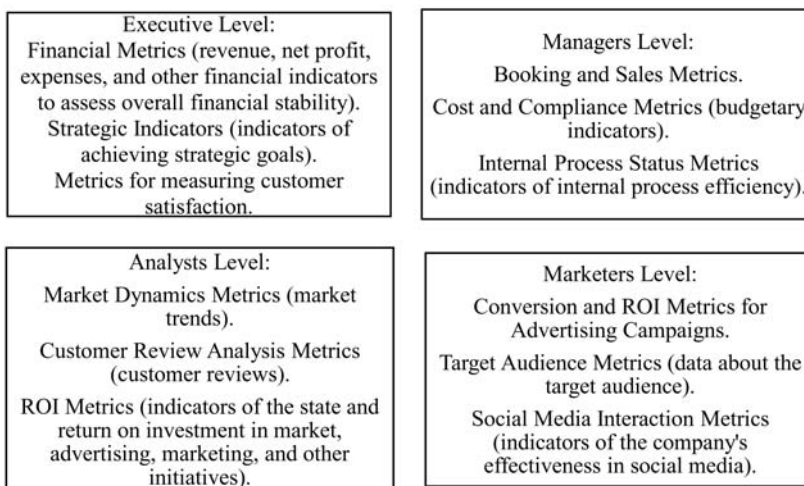 Executive Level:
Financial Metrics (revenue, net profit,
expenses, and other financial indicators
to assess overall financial stability).
Strategic Indicators (indicators of
achieving strategic goals).
Metrics for measuring customer
satisfaction.
Managers Level:
Booking and Sales Metrics.
Cost and Compliance Metrics (budgetary
indicators).
Internal Process Status Metrics
(indicators of internal process efficiency).
Analysts Level:
Market Dynamics Metrics (market
trends).
Customer Review Analysis Metrics
(customer reviews).
ROI Metrics (indicators of the state and
return on investment in market,
advertising, marketing, and other
initiatives).
Marketers Level:
Conversion and ROI Metrics for
Advertising Campaigns.
Target Audience Metrics (data about the
target audience).
Social Media Interaction Metrics
(indicators of the company's
effectiveness in social media).